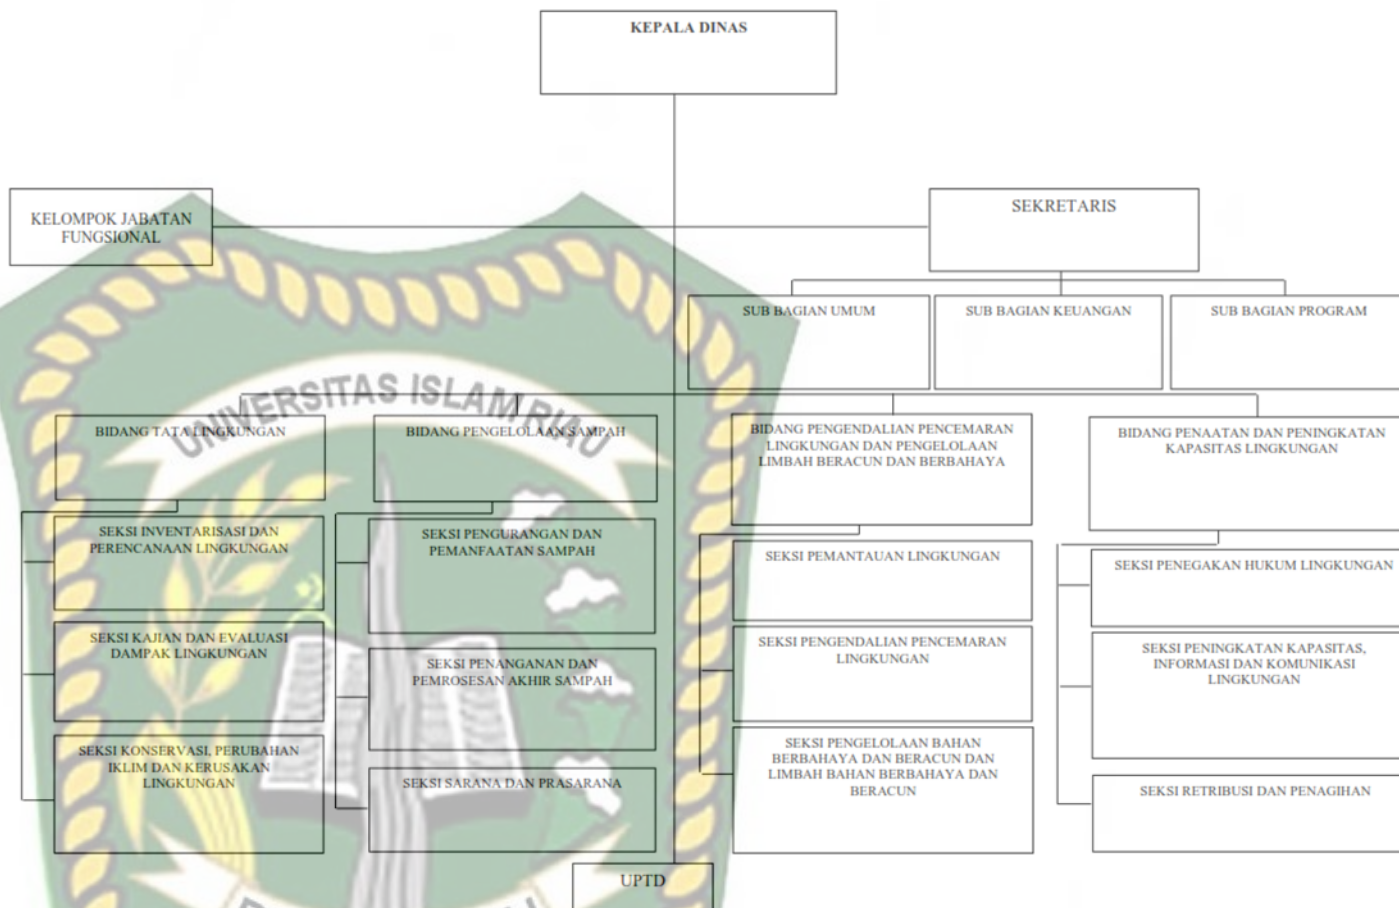 KEPALA DINAS
KELOMPOK JABATAN
FUNGSIONAL
SEKRETARIS
SUB BAGIAN UMUM
SUB BAGIAN KEUANGAN
SUB BAGIAN PROGRAM
UNIVERSITAS ISLAM RIAU
BIDANG TATA LINGKUNGAN
BIDANG PENGELOLAAN SAMPAH
BIDANG PENGENDALIAN PENCEMARAN
LINGKUNGAN DAN PENGELOLAAN
LIMBAH BERACUN DAN BERBAHAYA
BIDANG PENAATAN DAN PENINGKATAN
KAPASITAS LINGKUNGAN
SEKSI INVENTARISASI DAN
PERENCANAAN LINGKUNGAN
SEKSI KAJIAN DAN EVALUASI
DAMPAK LINGKUNGAN
SEKSI KONSERVASI, PERUBAHAN
IKLIM DAN KERUSAKAN
LINGKUNGAN
SEKSI PENGURANGAN DAN
PEMANFAATAN SAMPAH
SEKSI PENANGANAN DAN
PEMROSESAN AKHIR SAMPAH
SEKSI SARANA DAN PRASARANA
SEKSI PEMANTAUAN LINGKUNGAN
SEKSI PENGENDALIAN PENCEMARAN
LINGKUNGAN
SEKSI PENGELOLAAN BAHAN
BERBAHAYA DAN BERACUN DAN
LIMBAH BAHAN BERBAHAYA DAN
BERACUN
SEKSI PENEGAKAN HUKUM LINGKUNGAN
SEKSI PENINGKATAN KAPASITAS,
INFORMASI DAN KOMUNIKASI
LINGKUNGAN
SEKSI RETRIBUSI DAN PENAGIHAN
UPTD